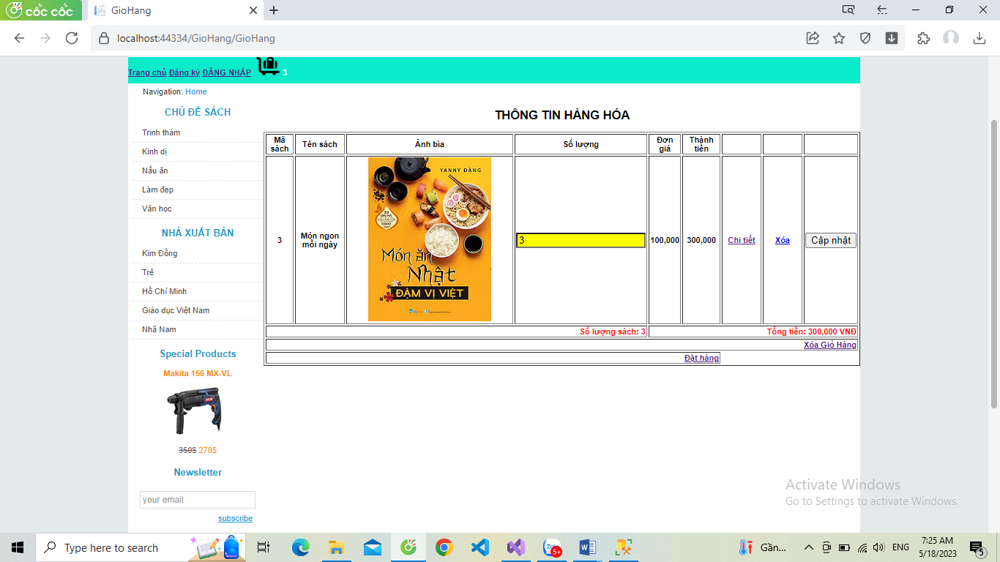 cốc cốc
GioHang
localhost:44334/GioHang/GioHang
Trang chủ Đăng ký ĐĂNG NHẬP 3
Navigation: Home
CHỦ ĐỀ SÁCH
Trinh thám
Kinh dị
Nấu ăn
Làm đẹp
Văn học
NHÀ XUẤT BẢN
Kim Đồng
Trẻ
Hồ Chí Minh
Giáo dục Việt Nam
Nhã Nam
Special Products
Makita 156 MX-VL
350$ 270$
Newsletter
your email
subscribe
THÔNG TIN HÀNG HÓA
Mã sách Tên sách Ảnh bìa Số lượng Đơn giá Thành tiền
YANNY ĐẶNG
Món ăn
Nhật
ĐẬM VỊ VIỆT
3 Món ngon mỗi ngày 3 100,000 300,000 Chi tiết Xóa Cập nhật
Số lượng sách: 3 Tổng tiền: 300,000 VNĐ
Xóa Giỏ Hàng
Đặt hàng
Activate Windows
Go to Settings to activate Windows.
Type here to search
5+
Gần...
ENG
7:25 AM
5/18/2023
5